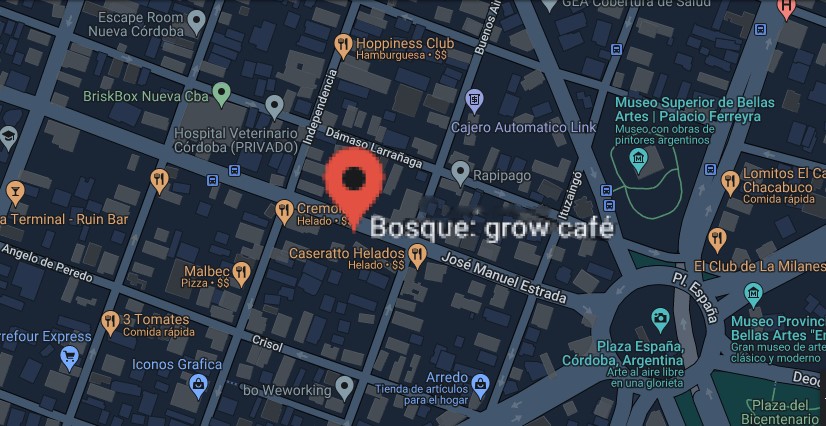 Escape Room
Nueva Córdoba
GEA Cobertura de Salud
H
Hoppiness Club
Hamburguesa • $$
Buenos Air
BriskBox Nueva Cba
Independencia
Museo Superior de Bellas
Artes | Palacio Ferreyra
Museo con obras de
pintores argentinos
Cajero Automatico Link
Hospital Veterinario
Córdoba (PRIVADO)
Dámaso Larrañaga
Rapipago
Lomitos El Ca
Chacabuco
Comida rápida
Ituzaingó
a Terminal - Ruin Bar
Cremol
Helado • $
Bosque: grow café
Caseratto Helados
Helado • $$
José Manuel Estrada
El Club de La Milanes
Angelo de Peredo
Malbec
Pizza • $$
Pl. España
3 Tomates
Comida rápida
Museo Provinc
Bellas Artes "En
Gran museo de arte
clásico y moderno
rrefour Express
Crisol
Plaza España,
Córdoba, Argentina
Arte al aire libre
en una glorieta
Iconos Grafica
bo Weworking
Arredo
Tienda de artículos
para el hogar
Deod
Plaza del
Bicentenario